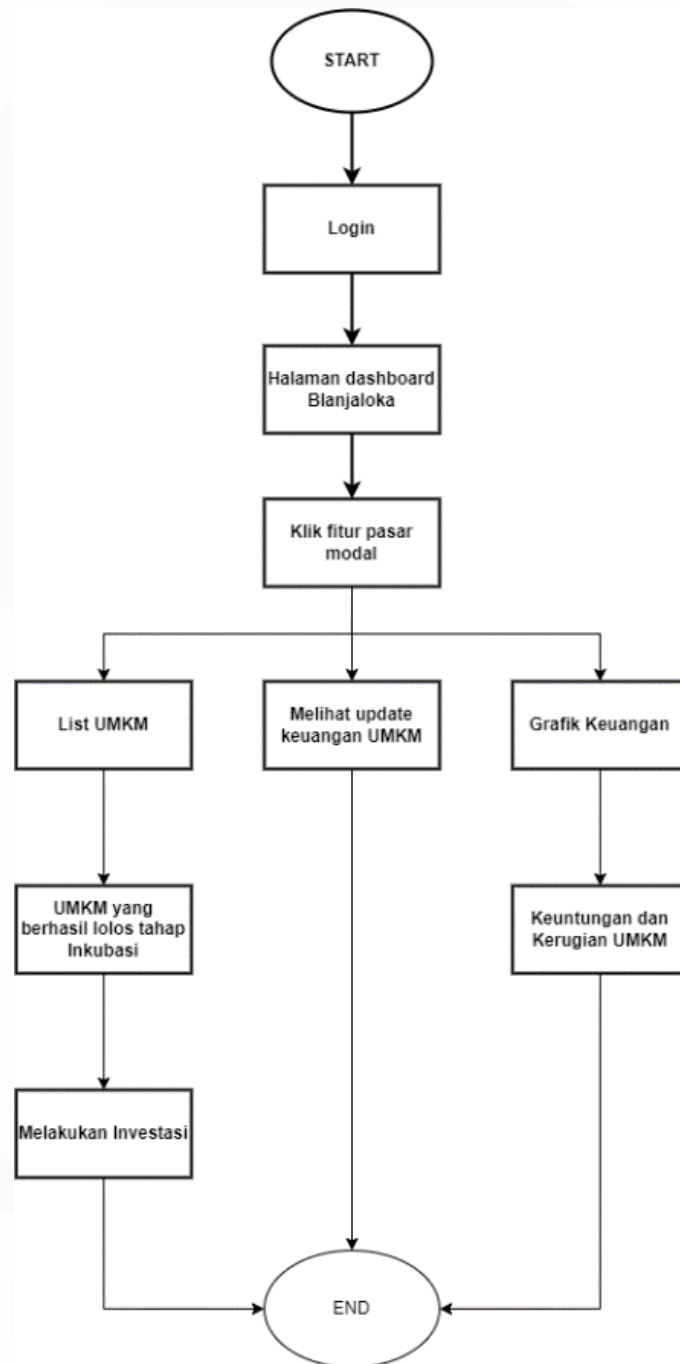 START
Login
Halaman dashboard
Blanjaloka
Klik fitur pasar
modal
List UMKM
Melihat update
keuangan UMKM
Grafik Keuangan
UMKM yang
berhasil lolos tahap
Inkubasi
Keuntungan dan
Kerugian UMKM
Melakukan Investasi
END